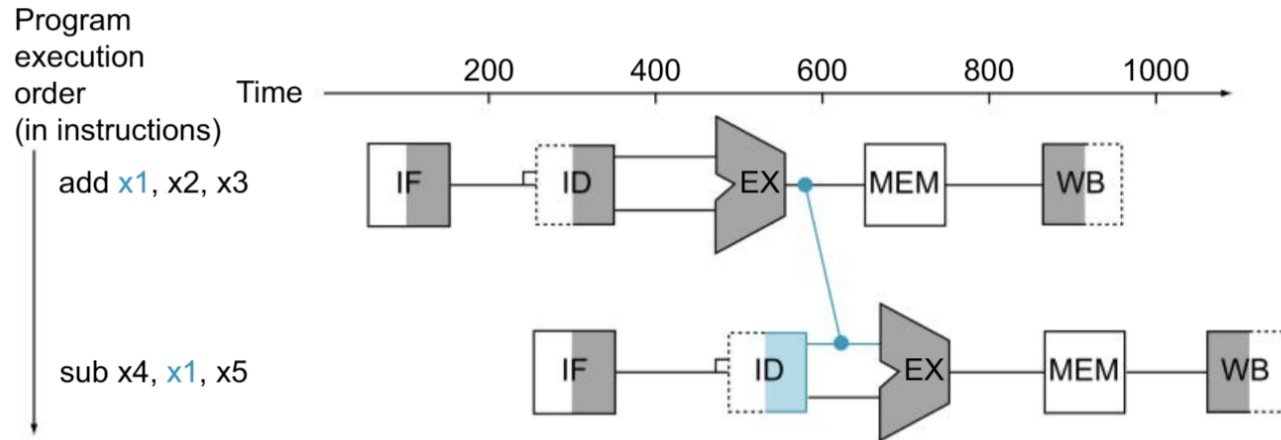 Program
execution
order
(in instructions)
Time
200 400 600 800 1000
add x1, x2, x3
IF ID EX MEM WB
sub x4, x1, x5
IF ID EX MEM WB